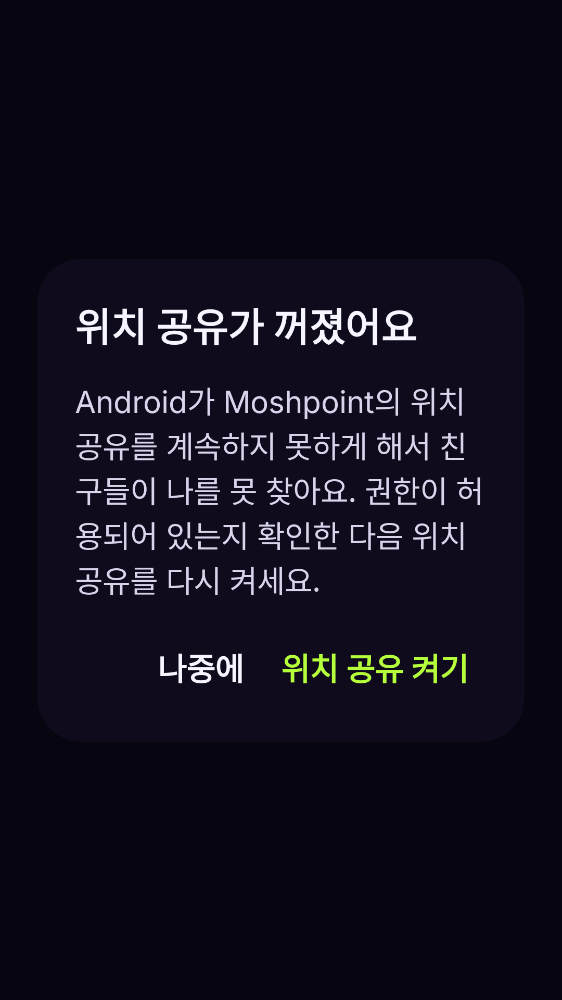 위치 공유가 꺼졌어요
Android가 Moshpoint의 위치
공유를 계속하지 못하게 해서 친
구들이 나를 못 찾아요. 권한이 허
용되어 있는지 확인한 다음 위치
공유를 다시 켜세요.
나중에 위치 공유 켜기